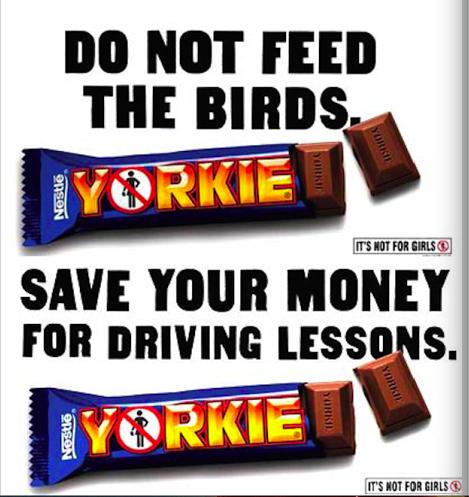 DO NOT FEED
THE BIRDS.
Nestlé
YORKIE
YORKIE
YORKIE
IT'S NOT FOR GIRLS
SAVE YOUR MONEY
FOR DRIVING LESSONS.
Nestlé
YORKIE
YORKIE
YORKIE
IT'S NOT FOR GIRLS